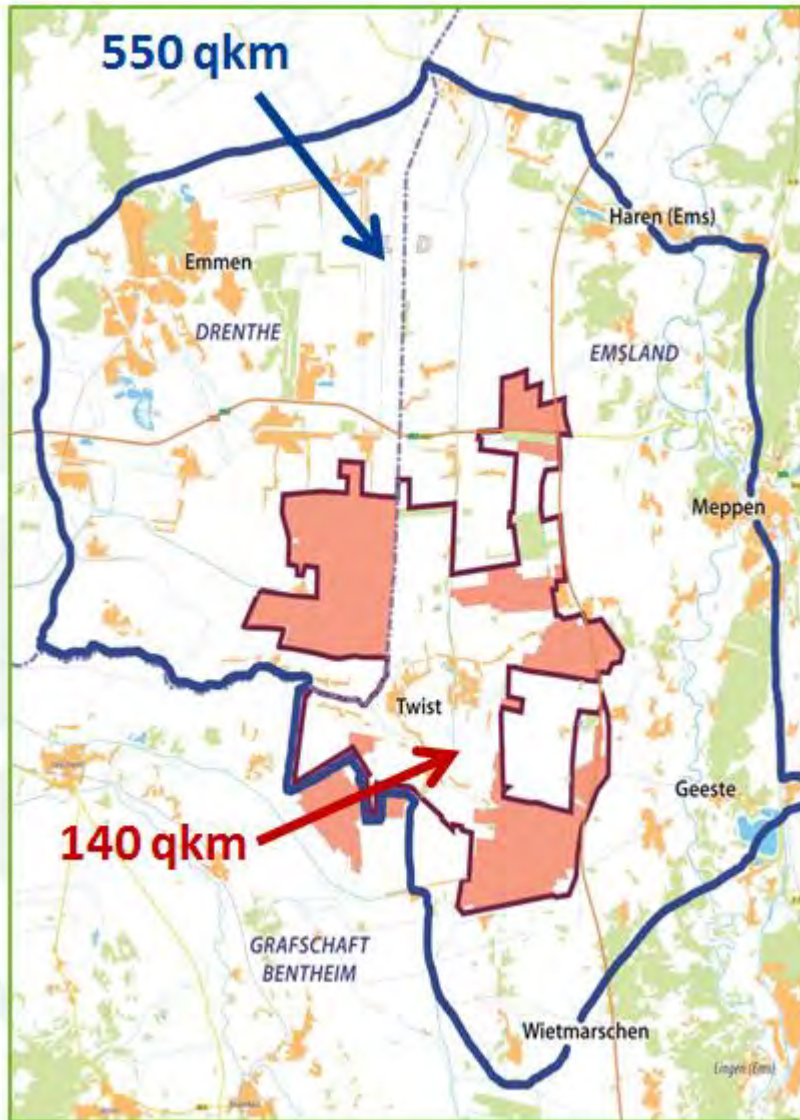 550 qkm
Haren (Ems)
Emmen
DRENTHE
EMSLAND
Meppen
Twist
Geeste
140 qkm
GRAFSCHAFT
BENTHEIM
Wietmarschen
Lingen (Ems)